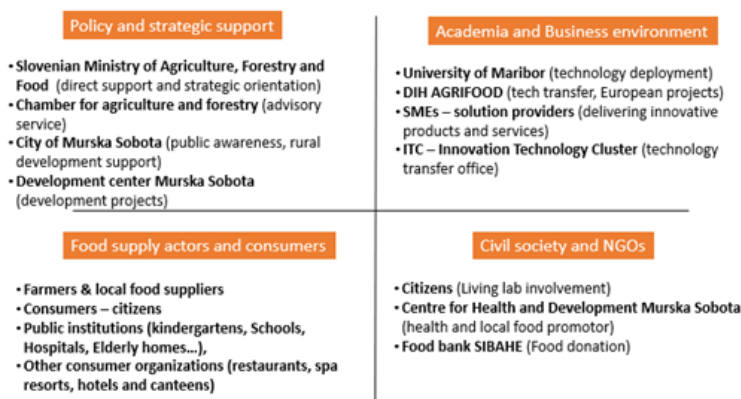 Policy and strategic support
• Slovenian Ministry of Agriculture, Forestry and
Food (direct support and strategic orientation)
• Chamber for agriculture and forestry (advisory
service)
• City of Murska Sobota (public awareness, rural
development support)
• Development center Murska Sobota
(development projects)
Academia and Business environment
• University of Maribor (technology deployment)
• DIH AGRIFOOD (tech transfer, European projects)
• SMEs – solution providers (delivering innovative
products and services)
• ITC – Innovation Technology Cluster (technology
transfer office)
Food supply actors and consumers
• Farmers & local food suppliers
• Consumers – citizens
• Public institutions (kindergartens, Schools,
Hospitals, Elderly homes...),
• Other consumer organizations (restaurants, spa
resorts, hotels and canteens)
Civil society and NGOs
• Citizens (Living lab involvement)
• Centre for Health and Development Murska Sobota
(health and local food promotor)
• Food bank SIBAHE (Food donation)